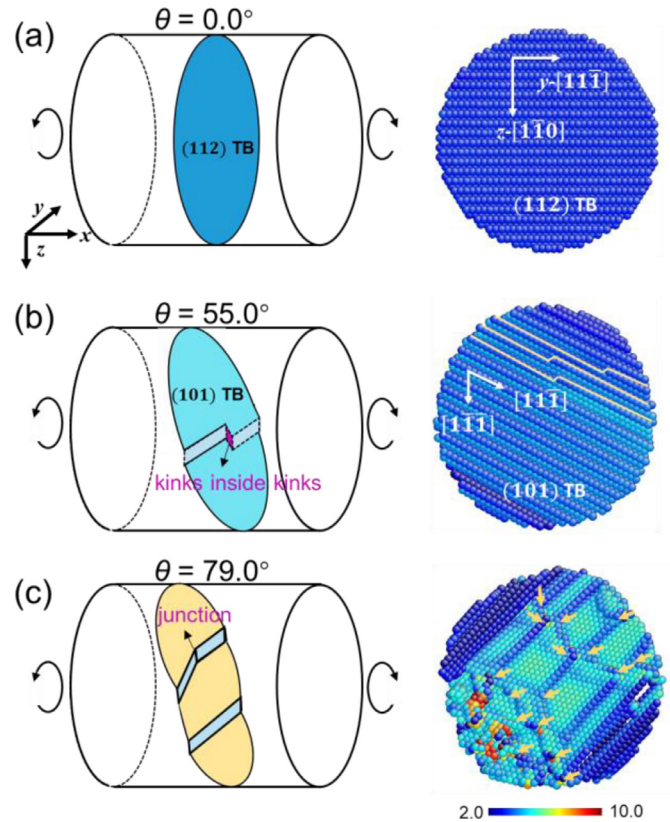 (a)
θ = 0.0°
(112) TB
y
x
z
y-[111̅]
z-[11̅0]
(112) TB
(b)
θ = 55.0°
(101) TB
kinks inside kinks
[111̅]
[11̅1̅]
(101) TB
(c)
θ = 79.0°
junction
2.0 10.0